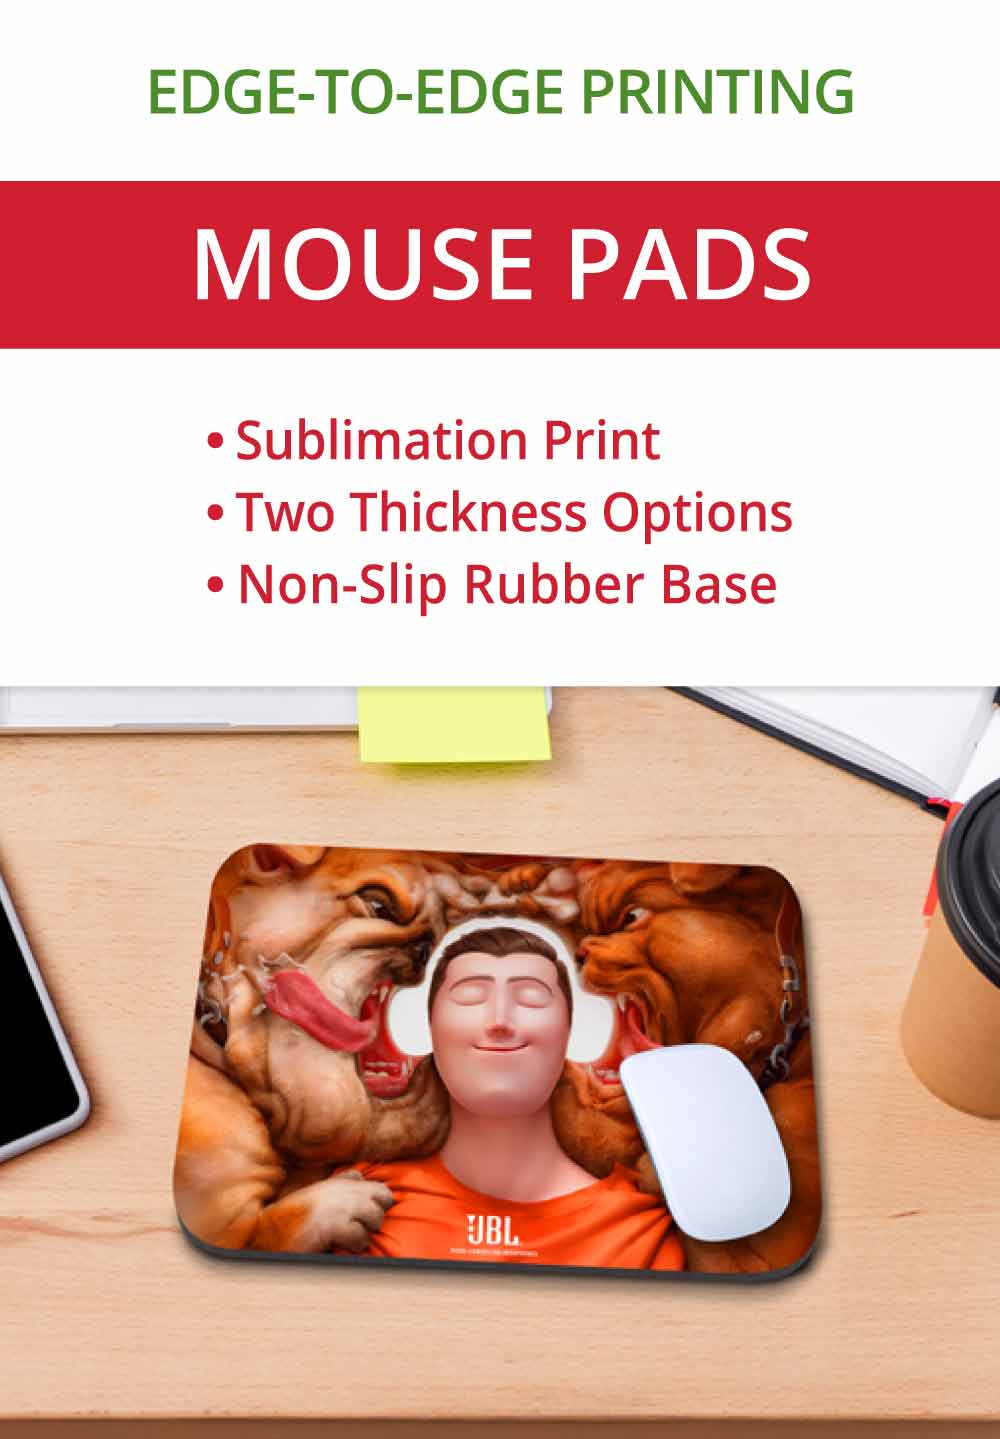 EDGE-TO-EDGE PRINTING
MOUSE PADS
• Sublimation Print
• Two Thickness Options
• Non-Slip Rubber Base
JBL